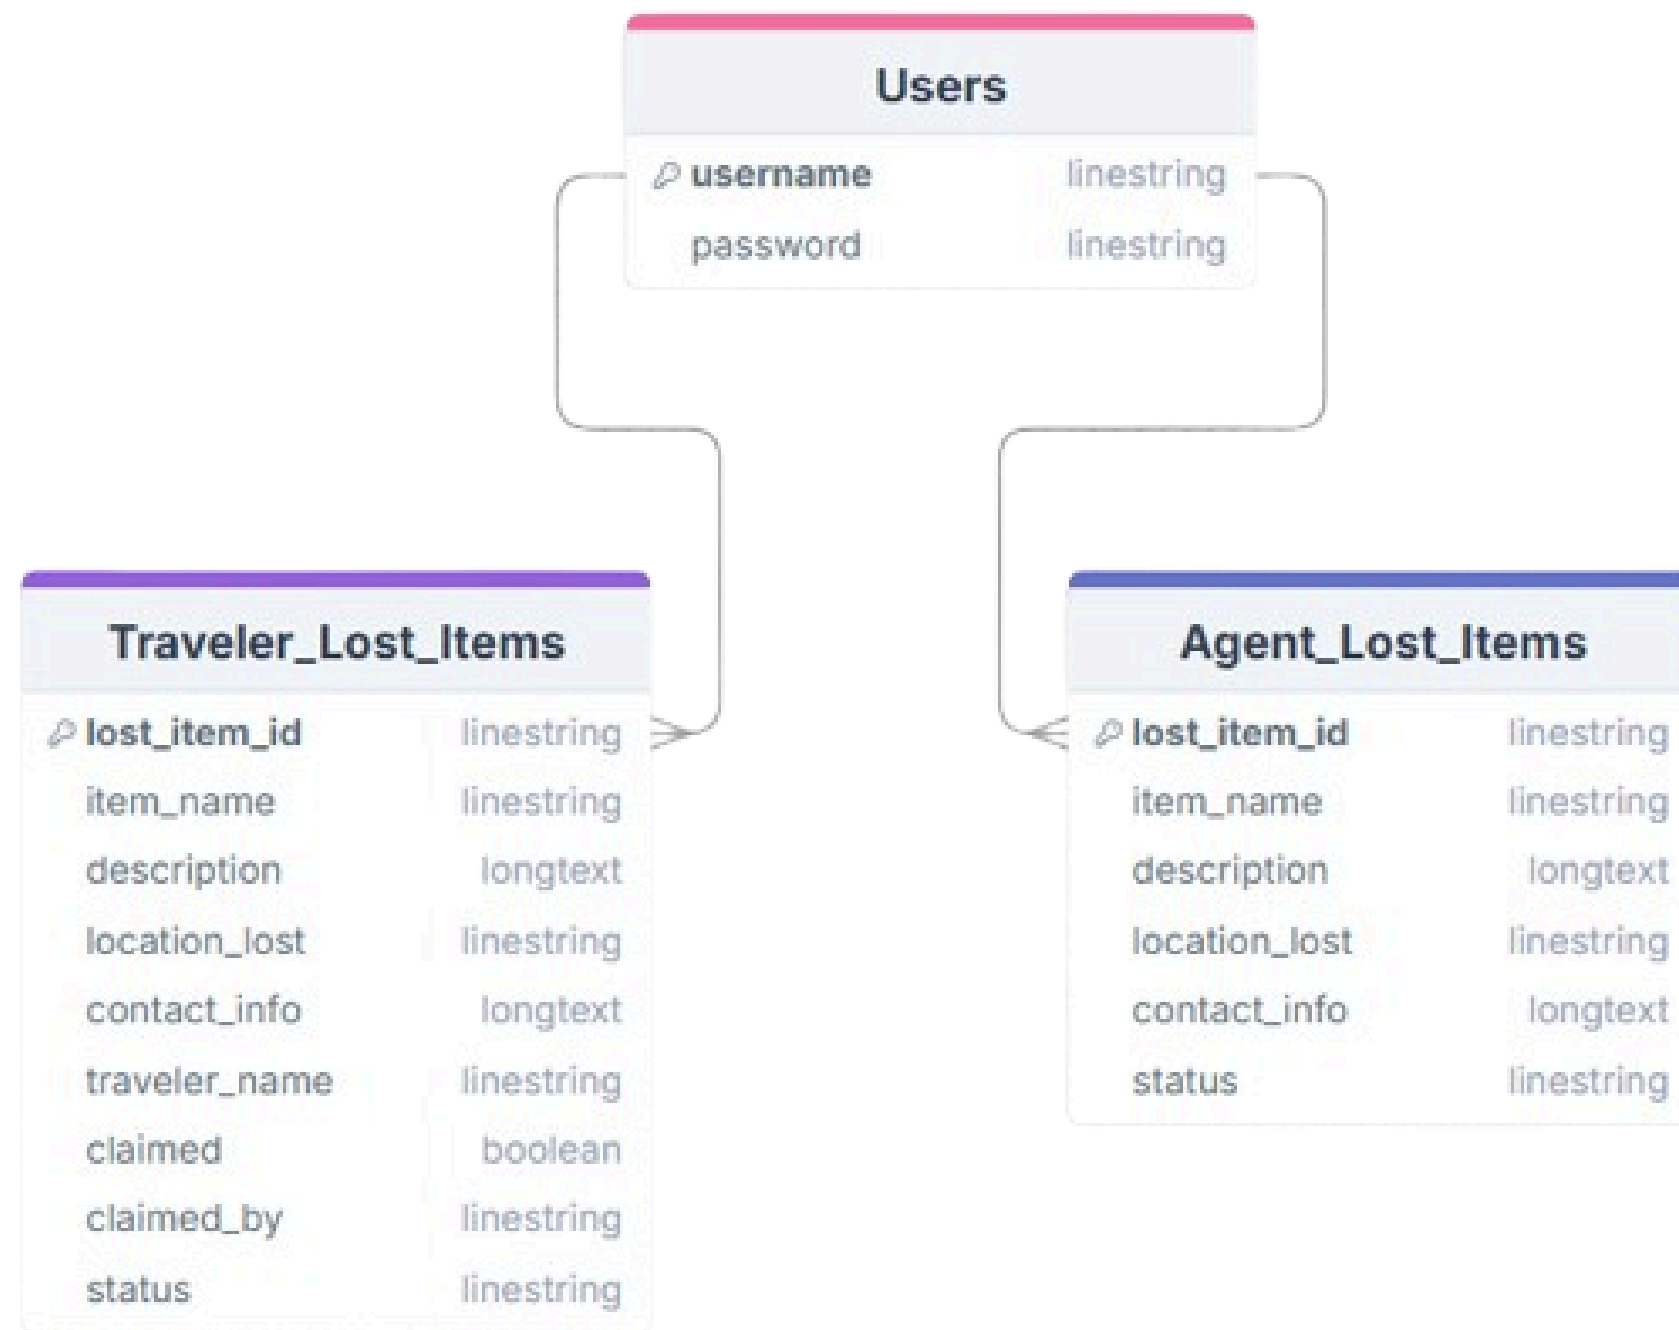 Users
username linestring
password linestring
Traveler_Lost_Items
lost_item_id linestring
item_name linestring
description longtext
location_lost linestring
contact_info longtext
traveler_name linestring
claimed boolean
claimed_by linestring
status linestring
Agent_Lost_Items
lost_item_id linestring
item_name linestring
description longtext
location_lost linestring
contact_info longtext
status linestring